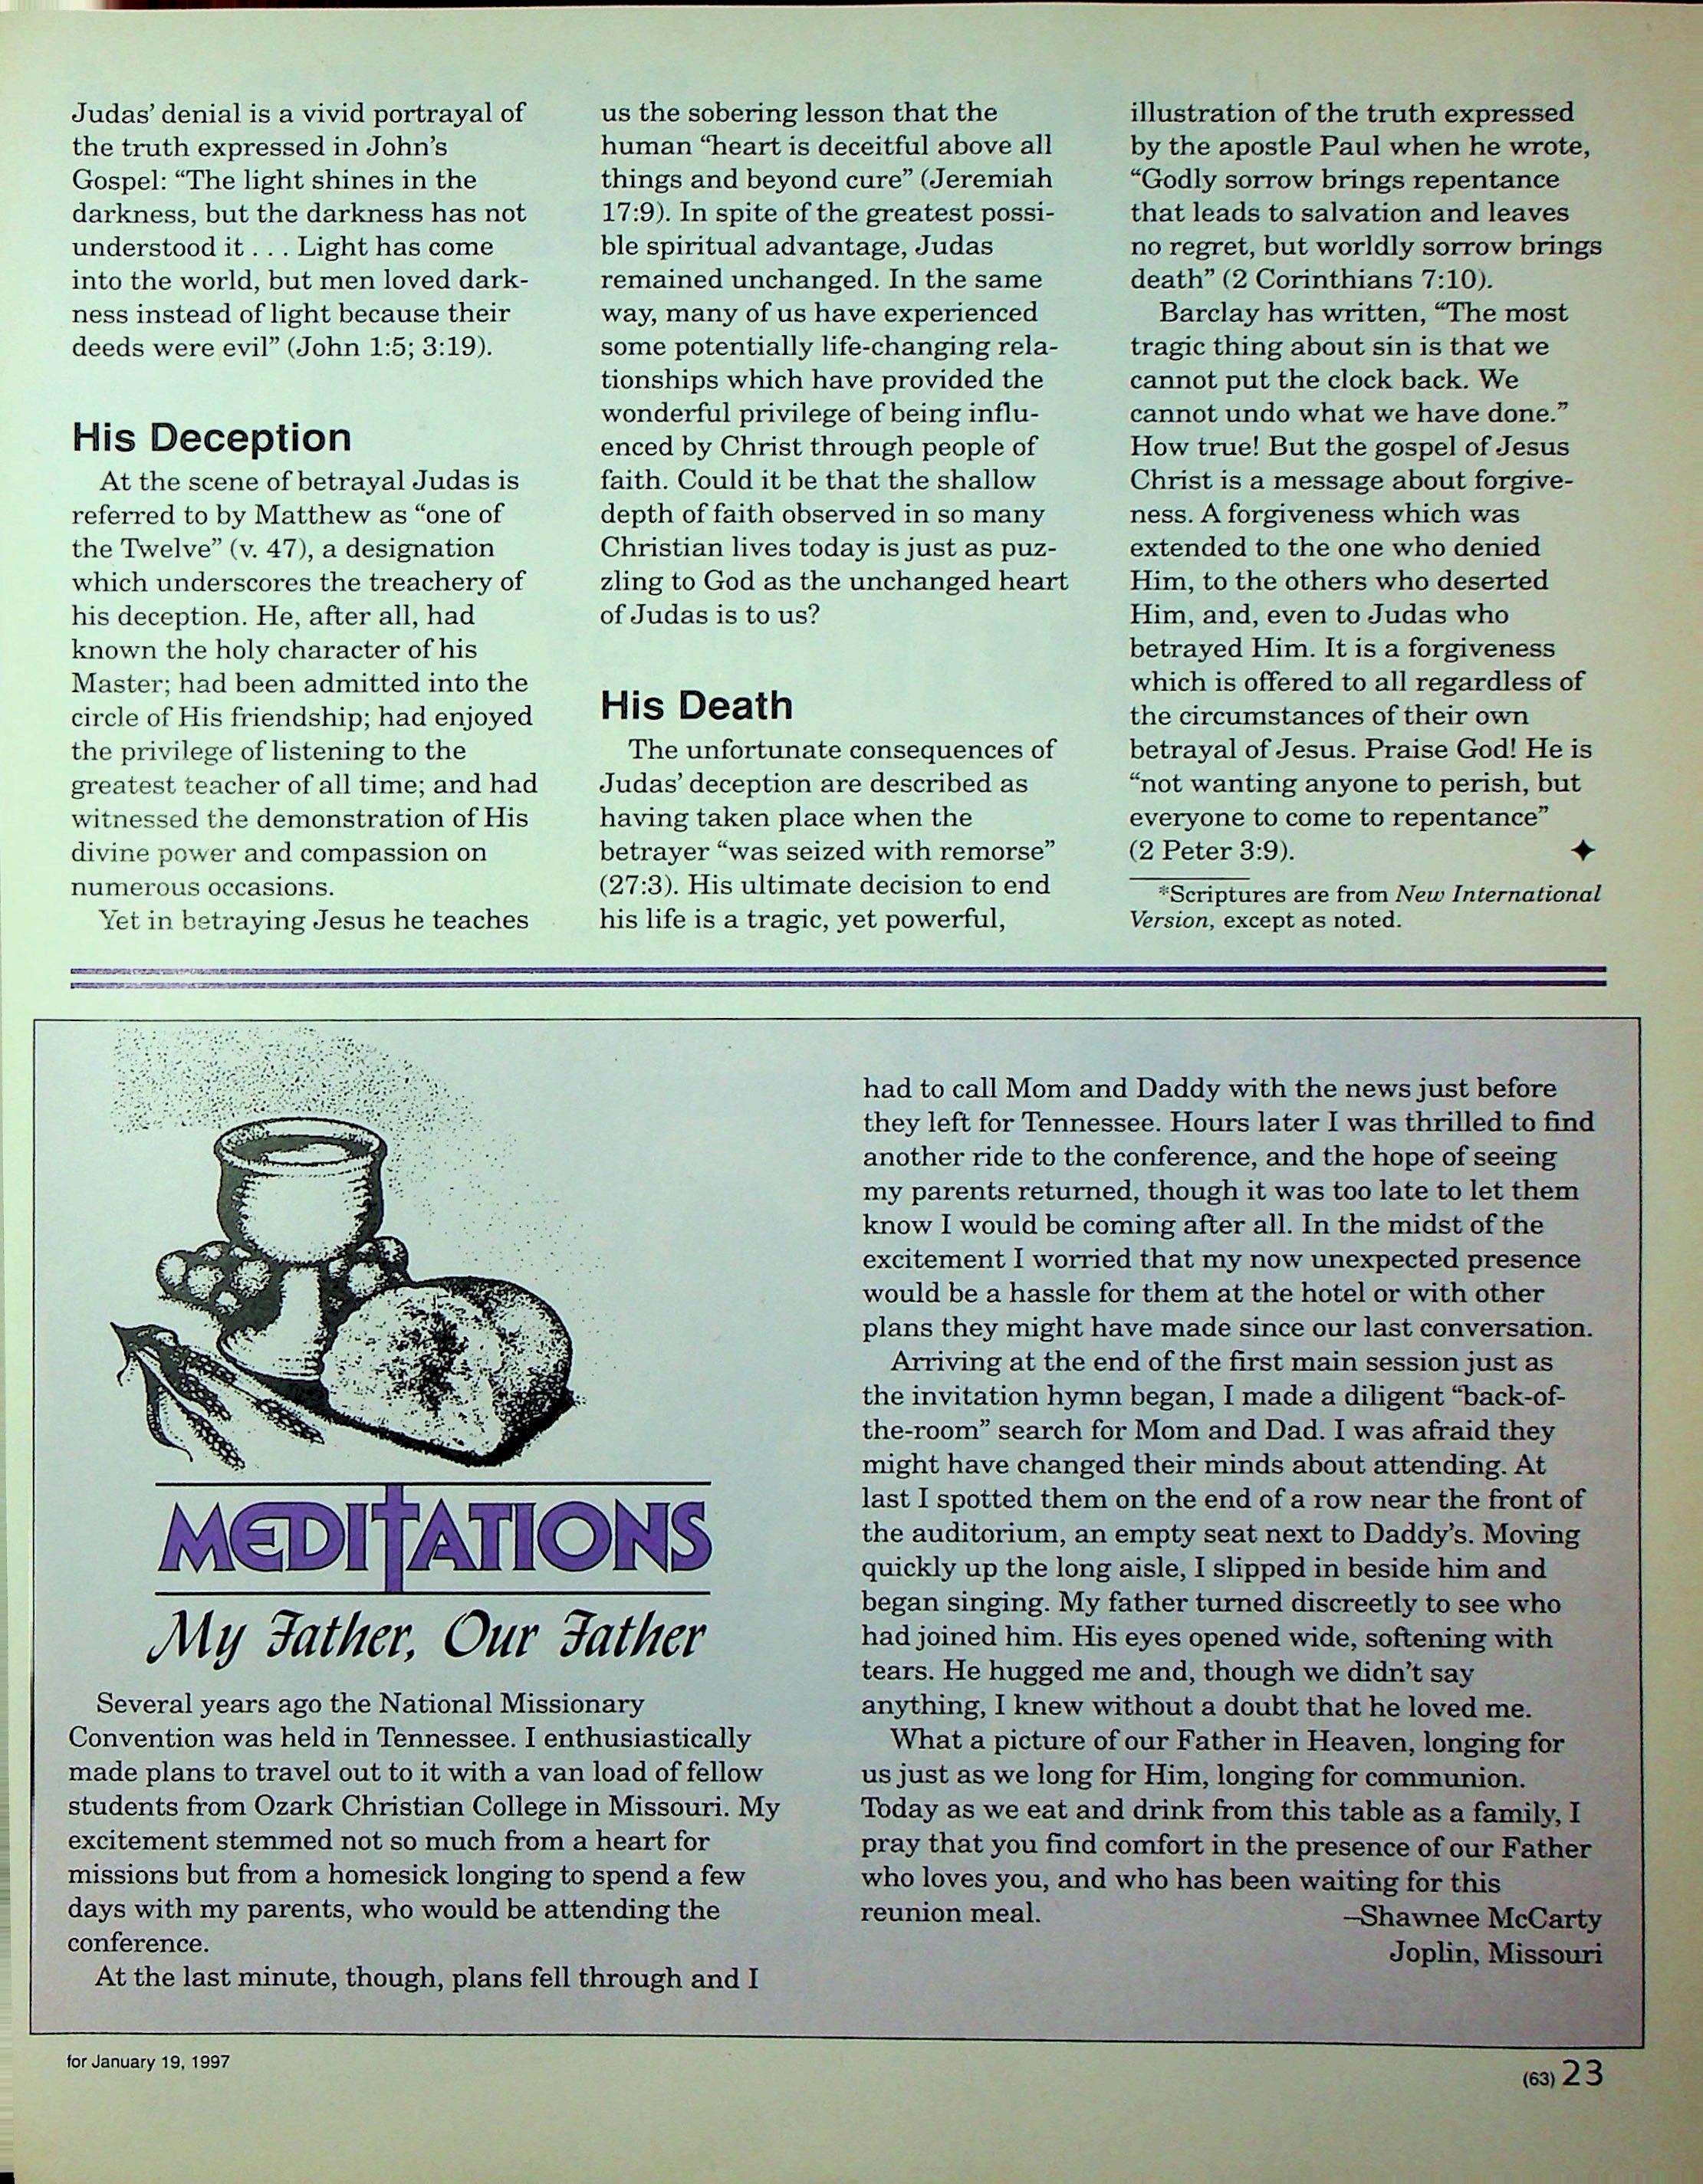 Judas’ denial is a vivid portrayal of
the truth expressed in John’s
Gospel: “The light shines in the
darkness, but the darkness has not
understood it . . . Light has come
into the world, but men loved dark-
ness instead of light because their
deeds were evil” (John 1:5; 3:19).
His Deception
At the scene of betrayal Judas is
referred to by Matthew as “one of
the Twelve” (v. 47), a designation
which underscores the treachery of
his deception. He, after all, had
known the holy character of his
Master; had been admitted into the
circle of His friendship; had enjoyed
the privilege of listening to the
greatest teacher of all time; and had
witnessed the demonstration of His
divine power and compassion on
numerous occasions.
Yet in betraying Jesus he teaches
us the sobering lesson that the
human “heart is deceitful above all
things and beyond cure” (Jeremiah
17:9). In spite of the greatest possi-
ble spiritual advantage, Judas
remained unchanged. In the same
way, many of us have experienced
some potentially life-changing rela-
tionships which have provided the
wonderful privilege of being influ-
enced by Christ through people of
faith. Could it be that the shallow
depth of faith observed in so many
Christian lives today is just as puz-
zling to God as the unchanged heart
of Judas is to us?
His Death
The unfortunate consequences of
Judas’ deception are described as
having taken place when the
betrayer “was seized with remorse”
(27:3). His ultimate decision to end
his life is a tragic, yet powerful,
illustration of the truth expressed
by the apostle Paul when he wrote,
“Godly sorrow brings repentance
that leads to salvation and leaves
no regret, but worldly sorrow brings
death” (2 Corinthians 7:10).
Barclay has written, “The most
tragic thing about sin is that we
cannot put the clock back. We
cannot undo what we have done.”
How true! But the gospel of Jesus
Christ is a message about forgive-
ness. A forgiveness which was
extended to the one who denied
Him, to the others who deserted
Him, and, even to Judas who
betrayed Him. It is a forgiveness
which is offered to all regardless of
the circumstances of their own
betrayal of Jesus. Praise God! He is
“not wanting anyone to perish, but
everyone to come to repentance”
(2 Peter 3:9). ✦
*Scriptures are from New International
Version, except as noted.
MEDITATIONS
My Father, Our Father
Several years ago the National Missionary
Convention was held in Tennessee. I enthusiastically
made plans to travel out to it with a van load of fellow
students from Ozark Christian College in Missouri. My
excitement stemmed not so much from a heart for
missions but from a homesick longing to spend a few
days with my parents, who would be attending the
conference.
At the last minute, though, plans fell through and I
had to call Mom and Daddy with the news just before
they left for Tennessee. Hours later I was thrilled to find
another ride to the conference, and the hope of seeing
my parents returned, though it was too late to let them
know I would be coming after all. In the midst of the
excitement I worried that my now unexpected presence
would be a hassle for them at the hotel or with other
plans they might have made since our last conversation.
Arriving at the end of the first main session just as
the invitation hymn began, I made a diligent “back-of-
the-room” search for Mom and Dad. I was afraid they
might have changed their minds about attending. At
last I spotted them on the end of a row near the front of
the auditorium, an empty seat next to Daddy’s. Moving
quickly up the long aisle, I slipped in beside him and
began singing. My father turned discreetly to see who
had joined him. His eyes opened wide, softening with
tears. He hugged me and, though we didn’t say
anything, I knew without a doubt that he loved me.
What a picture of our Father in Heaven, longing for
us just as we long for Him, longing for communion.
Today as we eat and drink from this table as a family, I
pray that you find comfort in the presence of our Father
who loves you, and who has been waiting for this
reunion meal. –Shawnee McCarty
Joplin, Missouri
for January 19, 1997
(63) 23